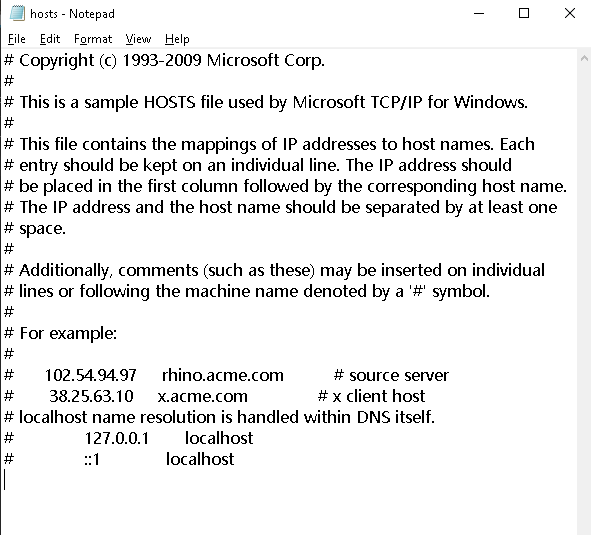 hosts - Notepad
File Edit Format View Help
# Copyright (c) 1993-2009 Microsoft Corp.
#
# This is a sample HOSTS file used by Microsoft TCP/IP for Windows.
#
# This file contains the mappings of IP addresses to host names. Each
# entry should be kept on an individual line. The IP address should
# be placed in the first column followed by the corresponding host name.
# The IP address and the host name should be separated by at least one
# space.
#
# Additionally, comments (such as these) may be inserted on individual
# lines or following the machine name denoted by a '#' symbol.
#
# For example:
#
# 102.54.94.97 rhino.acme.com # source server
# 38.25.63.10 x.acme.com # x client host
# localhost name resolution is handled within DNS itself.
# 127.0.0.1 localhost
# ::1 localhost